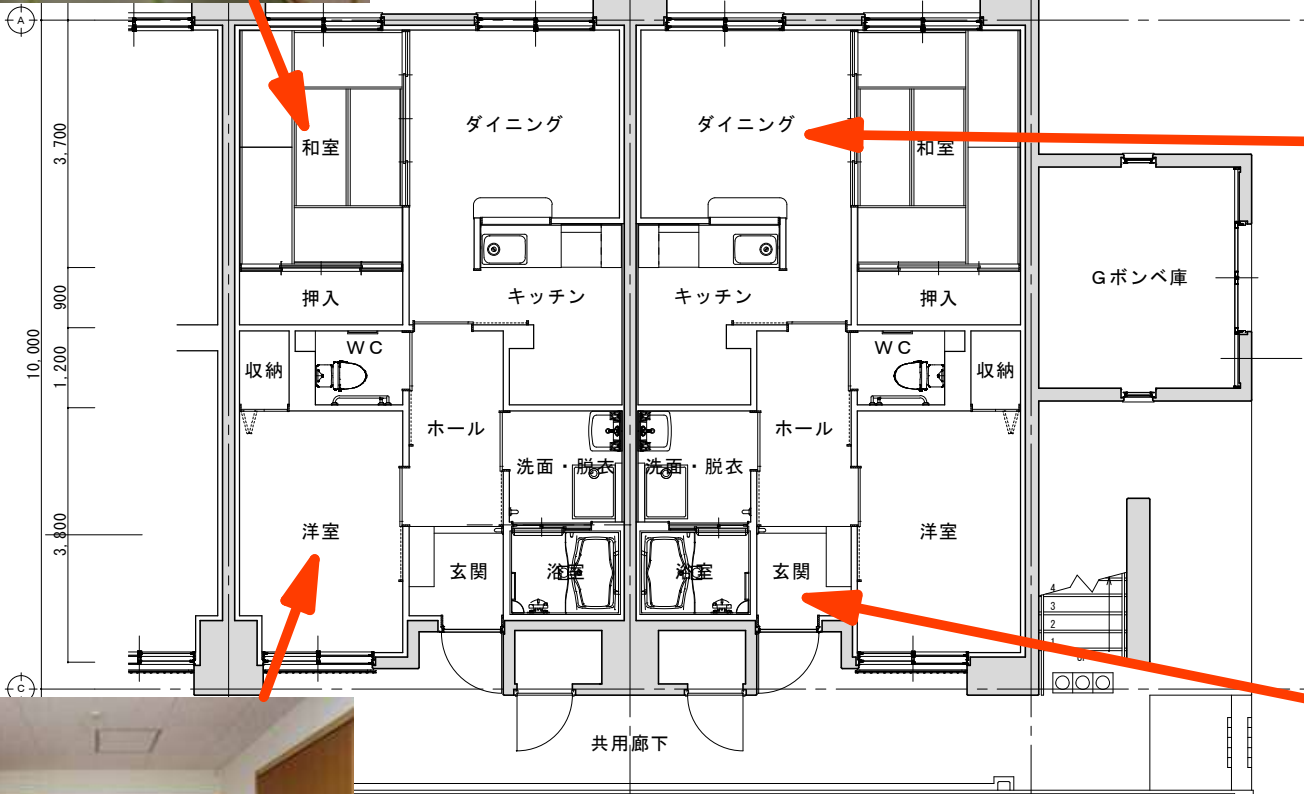 A
ダイニング
ダイニング
和室
和室
3,700
Gボンベ庫
押入
キッチン
キッチン
押入
900
WC
WC
収納
収納
10,000
1,200
ホール
ホール
洗面・脱衣
洗面・脱衣
洋室
洋室
3,800
玄関
浴室
浴室
玄関
4
3
2
1
C
共用廊下